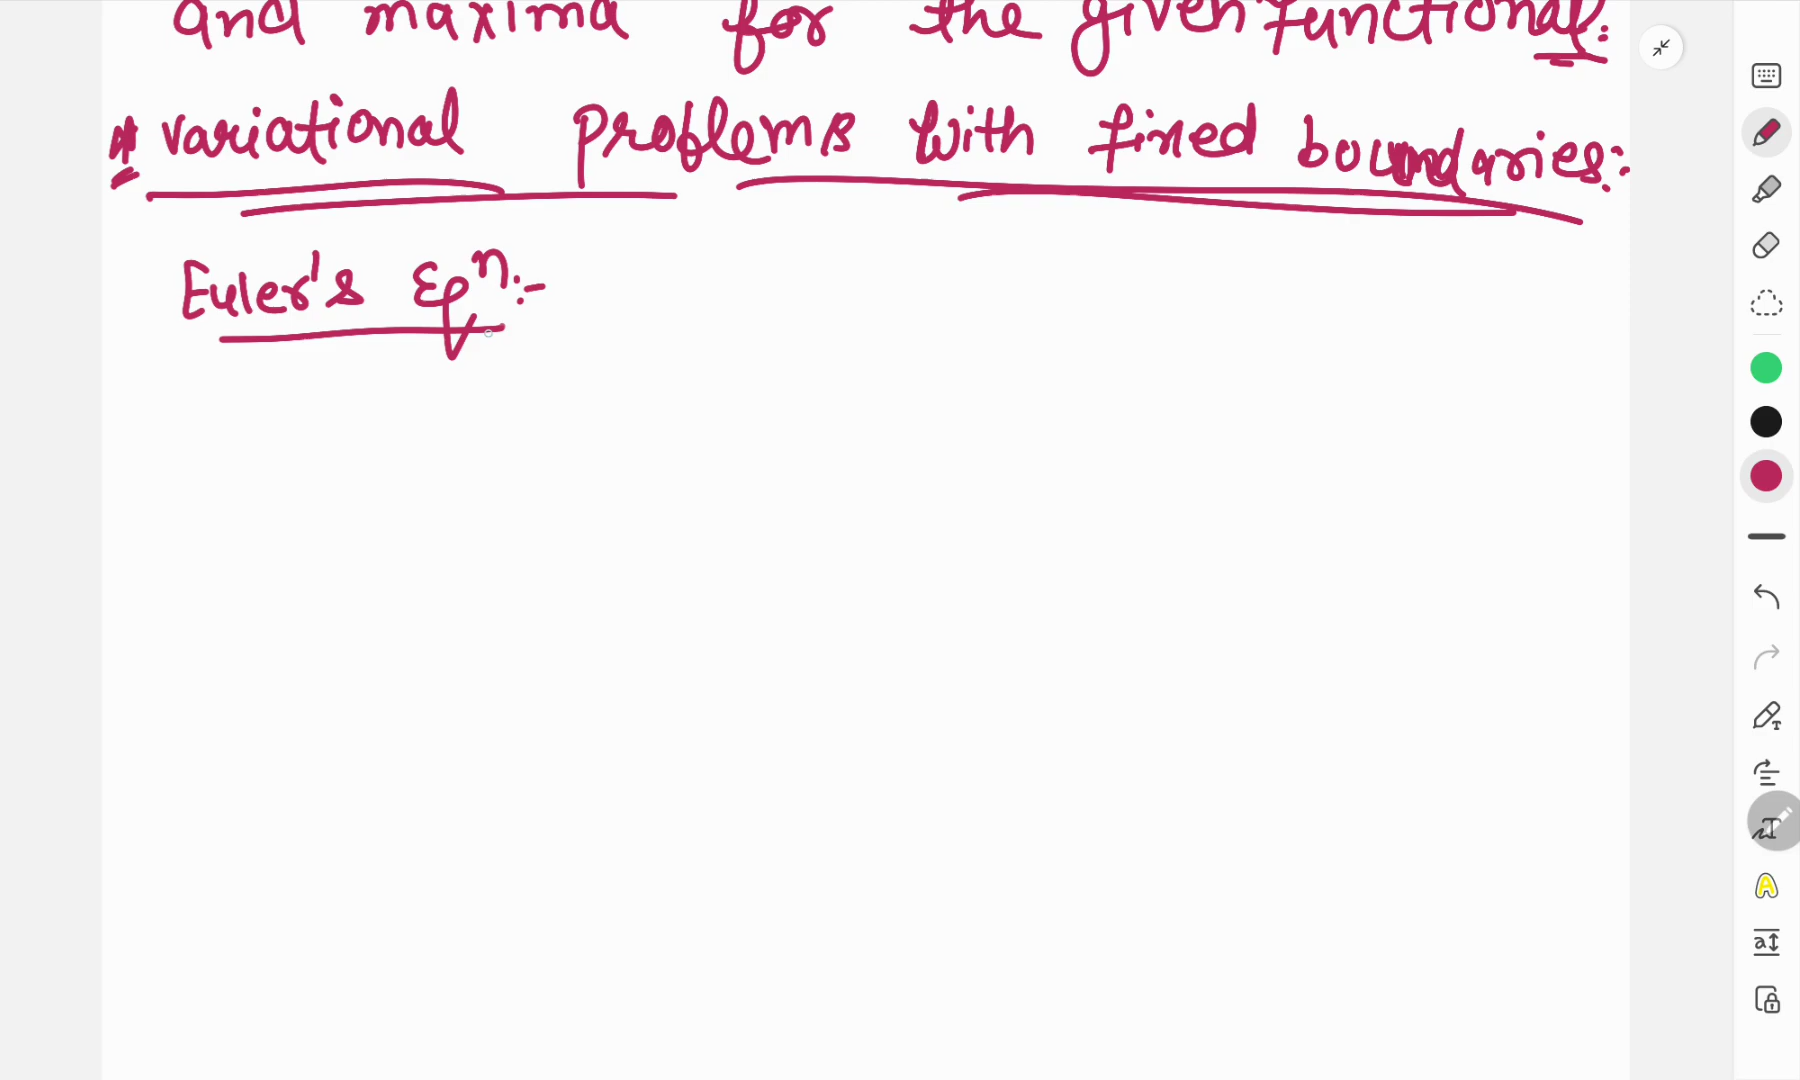 and maxima for the given functional:
* variational problems with fixed boundaries:-
Euler's Eqⁿ:-